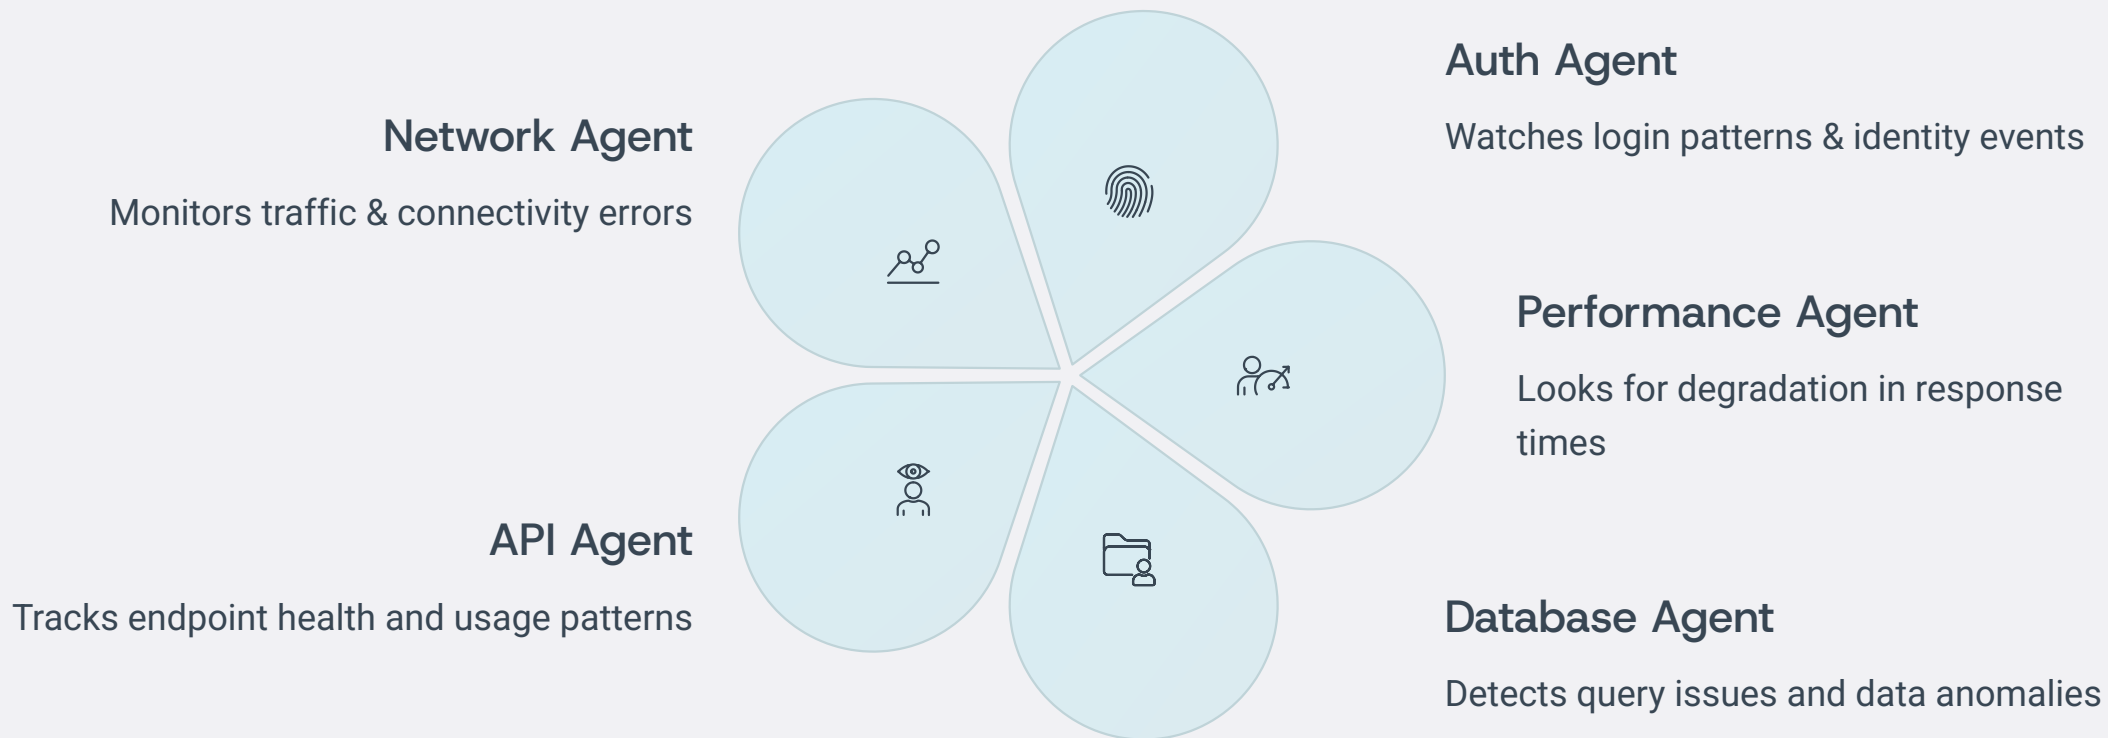 Auth Agent
Watches login patterns & identity events
Network Agent
Monitors traffic & connectivity errors
Performance Agent
Looks for degradation in response
times
API Agent
Tracks endpoint health and usage patterns
Database Agent
Detects query issues and data anomalies